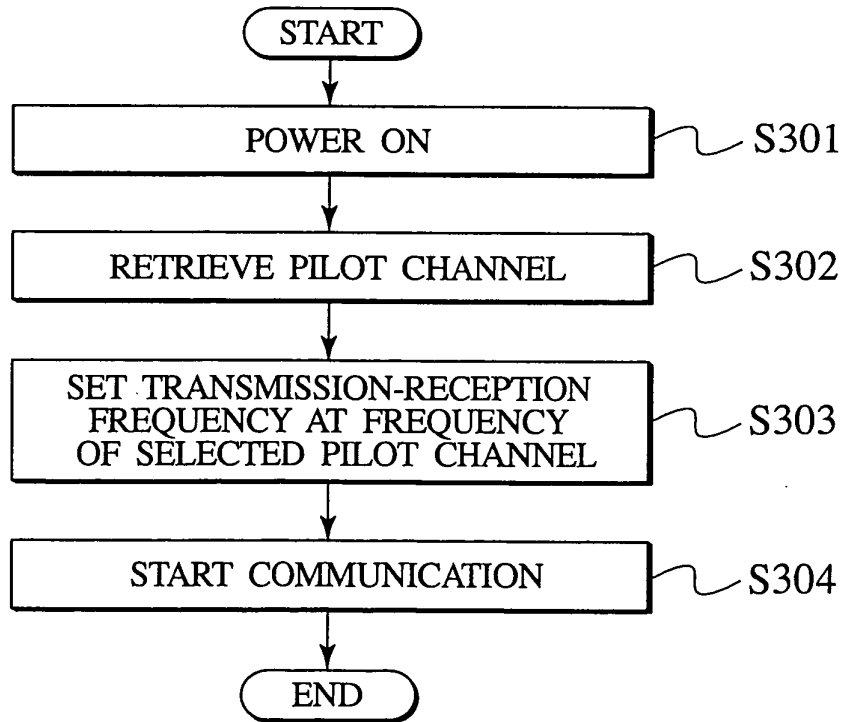 START
POWER ON
S301
RETRIEVE PILOT CHANNEL
S302
SET TRANSMISSION-RECEPTION
FREQUENCY AT FREQUENCY
OF SELECTED PILOT CHANNEL
S303
START COMMUNICATION
S304
END